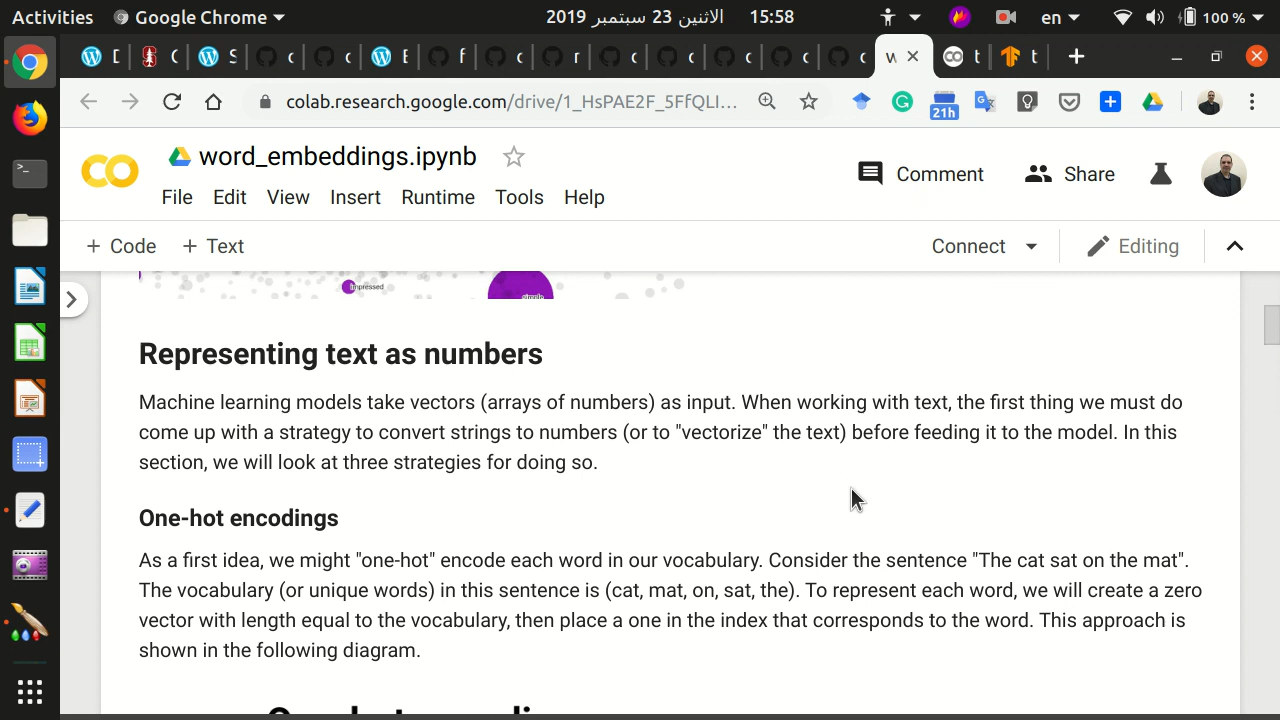 Activities Google Chrome الاثنين 23 سبتمبر 2019 15:58 en 100 %
colab.research.google.com/drive/1_HsPAE2F_5FfQLI...
21h
word_embeddings.ipynb
File Edit View Insert Runtime Tools Help
Comment Share
+ Code + Text Connect Editing
impressed
simple
Representing text as numbers
Machine learning models take vectors (arrays of numbers) as input. When working with text, the first thing we must do
come up with a strategy to convert strings to numbers (or to "vectorize" the text) before feeding it to the model. In this
section, we will look at three strategies for doing so.
One-hot encodings
As a first idea, we might "one-hot" encode each word in our vocabulary. Consider the sentence "The cat sat on the mat".
The vocabulary (or unique words) in this sentence is (cat, mat, on, sat, the). To represent each word, we will create a zero
vector with length equal to the vocabulary, then place a one in the index that corresponds to the word. This approach is
shown in the following diagram.